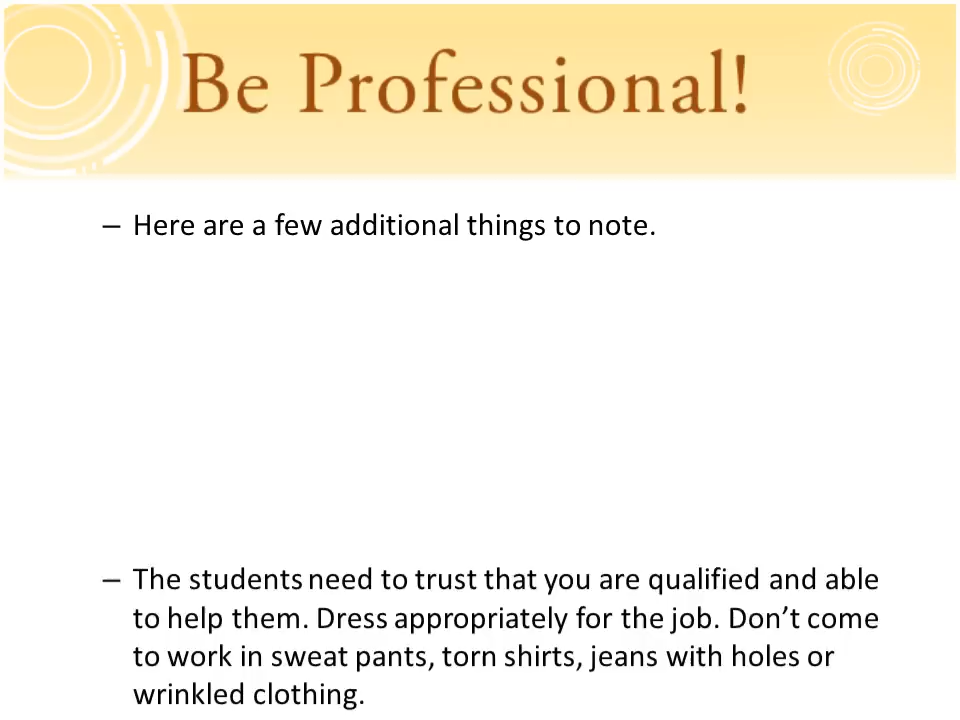 Be Professional!
– Here are a few additional things to note.
– The students need to trust that you are qualified and able
to help them. Dress appropriately for the job. Don’t come
to work in sweat pants, torn shirts, jeans with holes or
wrinkled clothing.